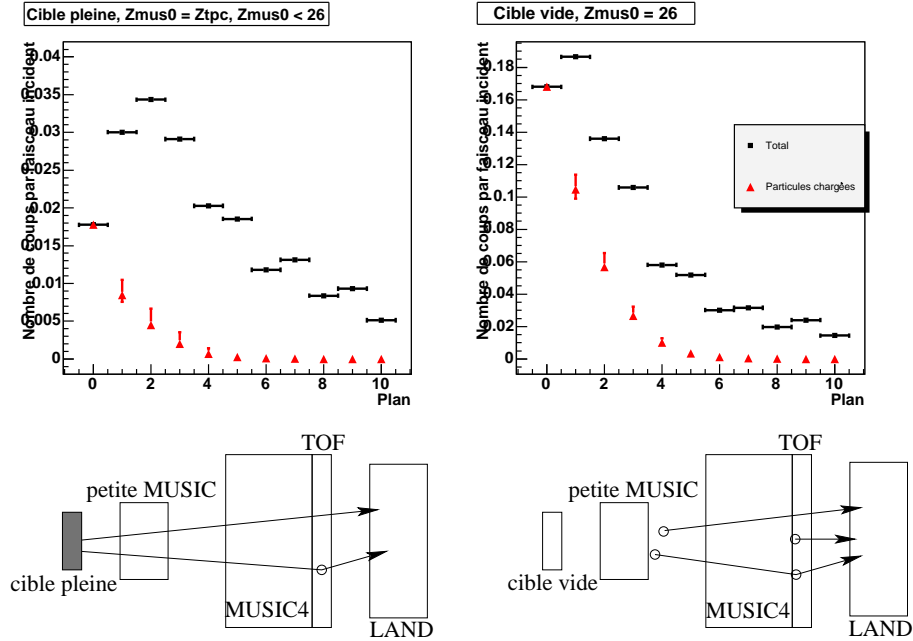 Cible pleine, Zmus0 = Ztpc, Zmus0 < 26
Nombre de coups par faisceau incident
0.04
0.035
0.03
0.025
0.02
0.015
0.01
0.005
0
0 2 4 6 8 10
Plan
Cible vide, Zmus0 = 26
Nombre de coups par faisceau incident
0.18
0.16
0.14
0.12
0.1
0.08
0.06
0.04
0.02
0
0 2 4 6 8 10
Plan
Total
Particules chargées
TOF
petite MUSIC
cible pleine
MUSIC4
LAND
TOF
petite MUSIC
cible vide
MUSIC4
LAND